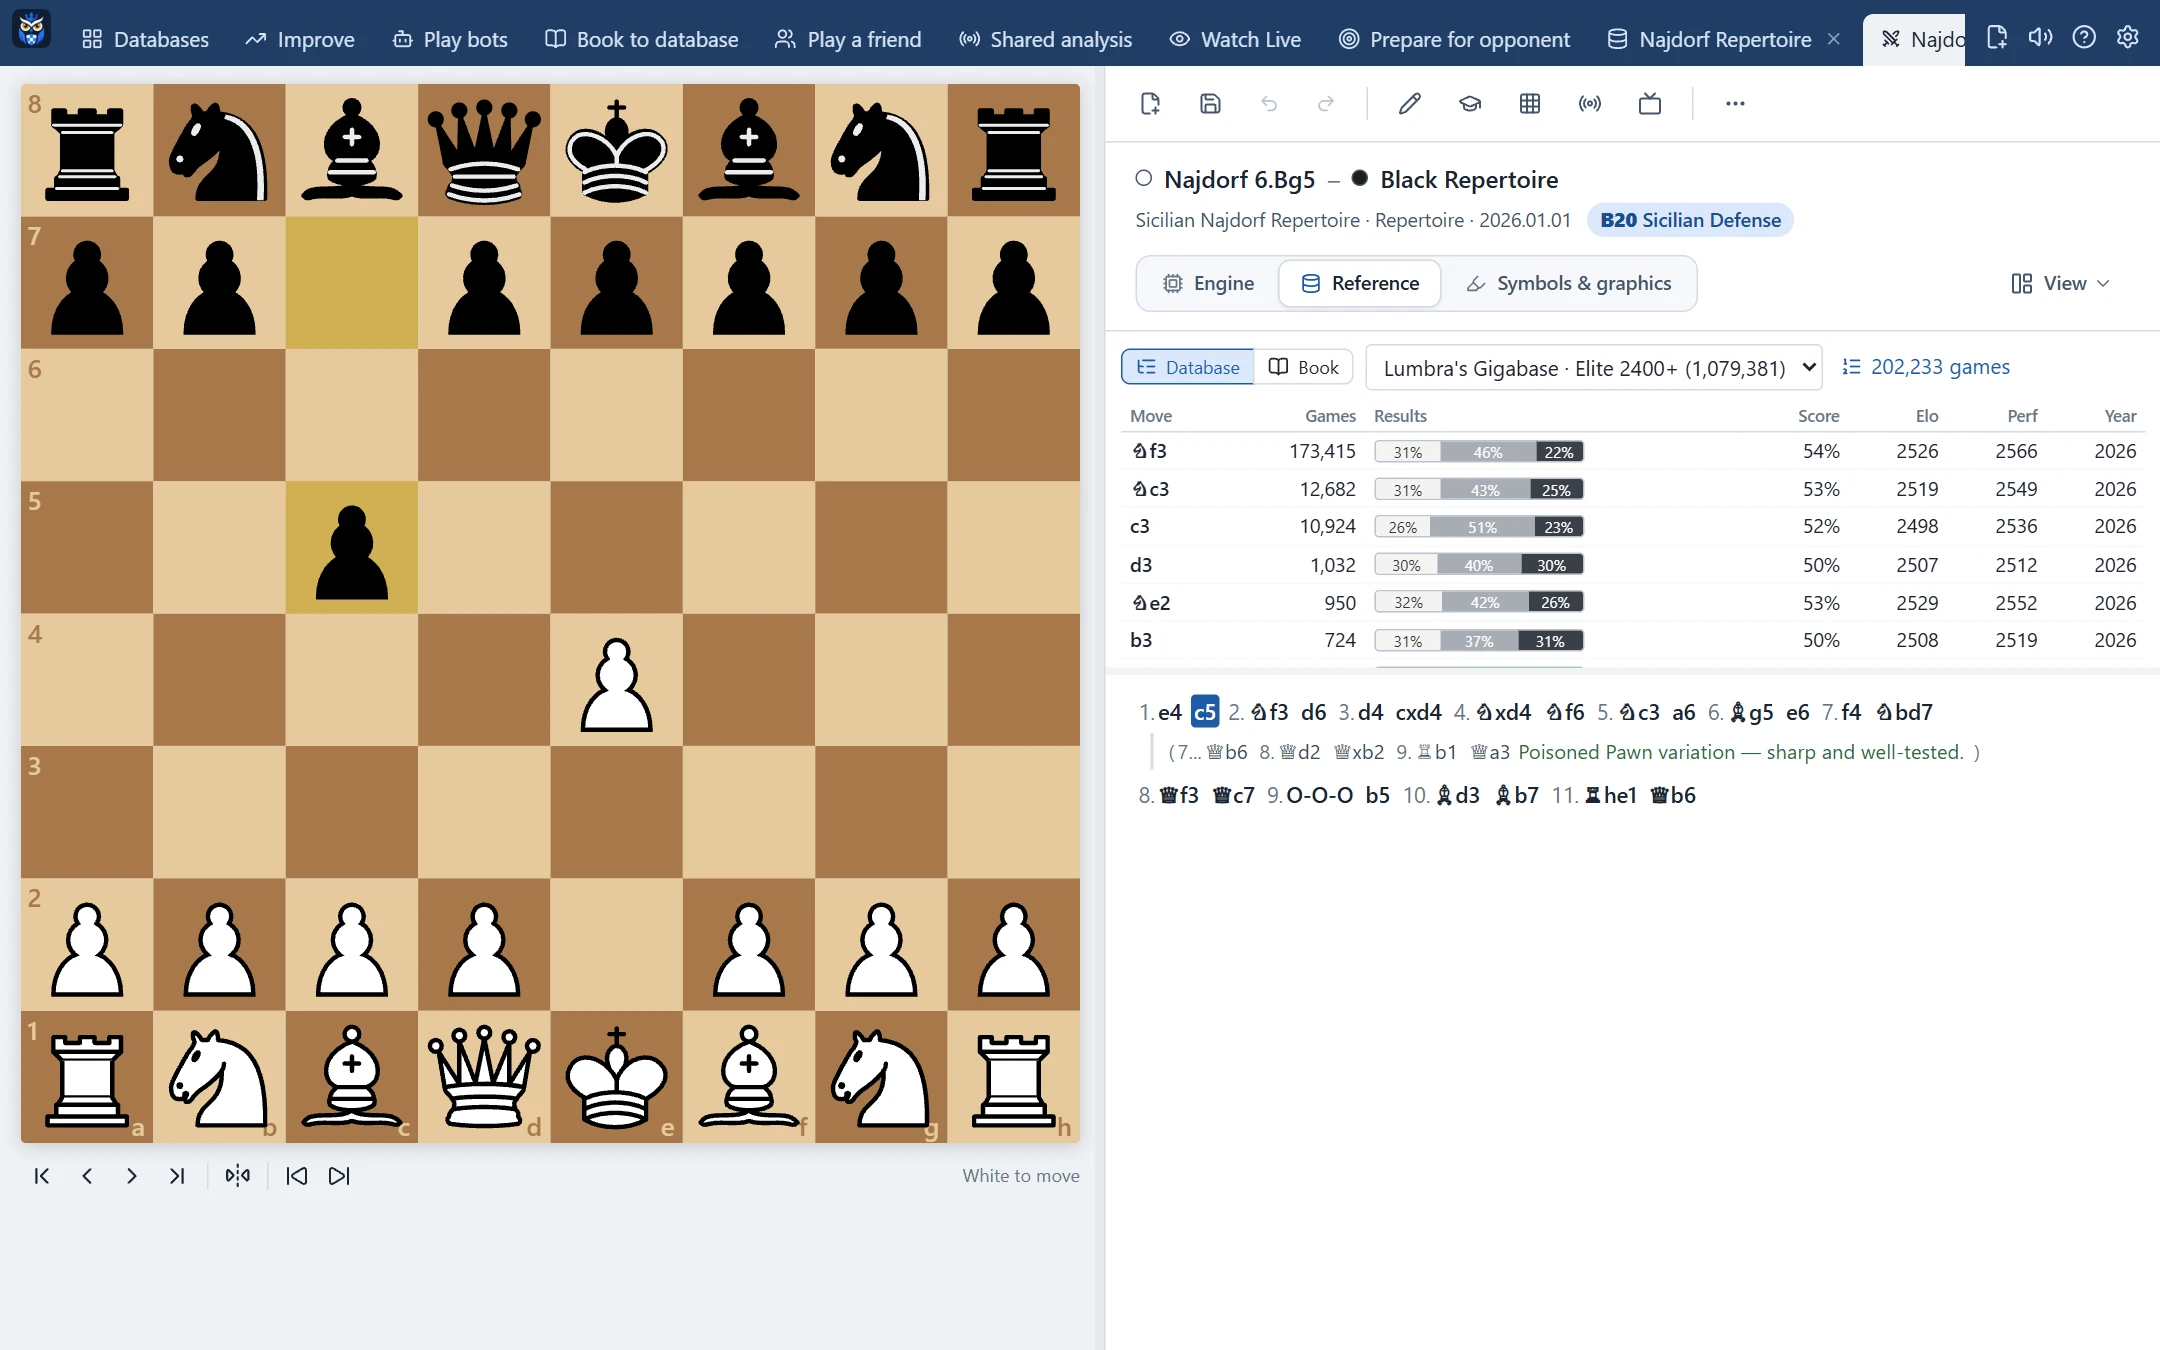 Databases Improve Play bots Book to database Play a friend Shared analysis Watch Live Prepare for opponent Najdorf Repertoire Najdo
Najdorf 6.Bg5 – Black Repertoire
Sicilian Najdorf Repertoire · Repertoire · 2026.01.01 B20 Sicilian Defense
Engine Reference Symbols & graphics View
Database Book Lumbra's Gigabase · Elite 2400+ (1,079,381) 202,233 games
Move Games Results Score Elo Perf Year
♘f3 173,415 31% 46% 22% 54% 2526 2566 2026
♘c3 12,682 31% 43% 25% 53% 2519 2549 2026
c3 10,924 26% 51% 23% 52% 2498 2536 2026
d3 1,032 30% 40% 30% 50% 2507 2512 2026
♘e2 950 32% 42% 26% 53% 2529 2552 2026
b3 724 31% 37% 31% 50% 2508 2519 2026
1. e4 c5 2. ♘f3 d6 3. d4 cxd4 4. ♘xd4 ♘f6 5. ♘c3 a6 6. ♗g5 e6 7. f4 ♘bd7
( 7... ♕b6 8. ♕d2 ♕xb2 9. ♖b1 ♕a3 Poisoned Pawn variation — sharp and well-tested. )
8. ♕f3 ♕c7 9. O-O-O b5 10. ♗d3 ♗b7 11. ♖he1 ♕b6
8
7
6
5
4
3
2
1
a b c d e f g h
White to move